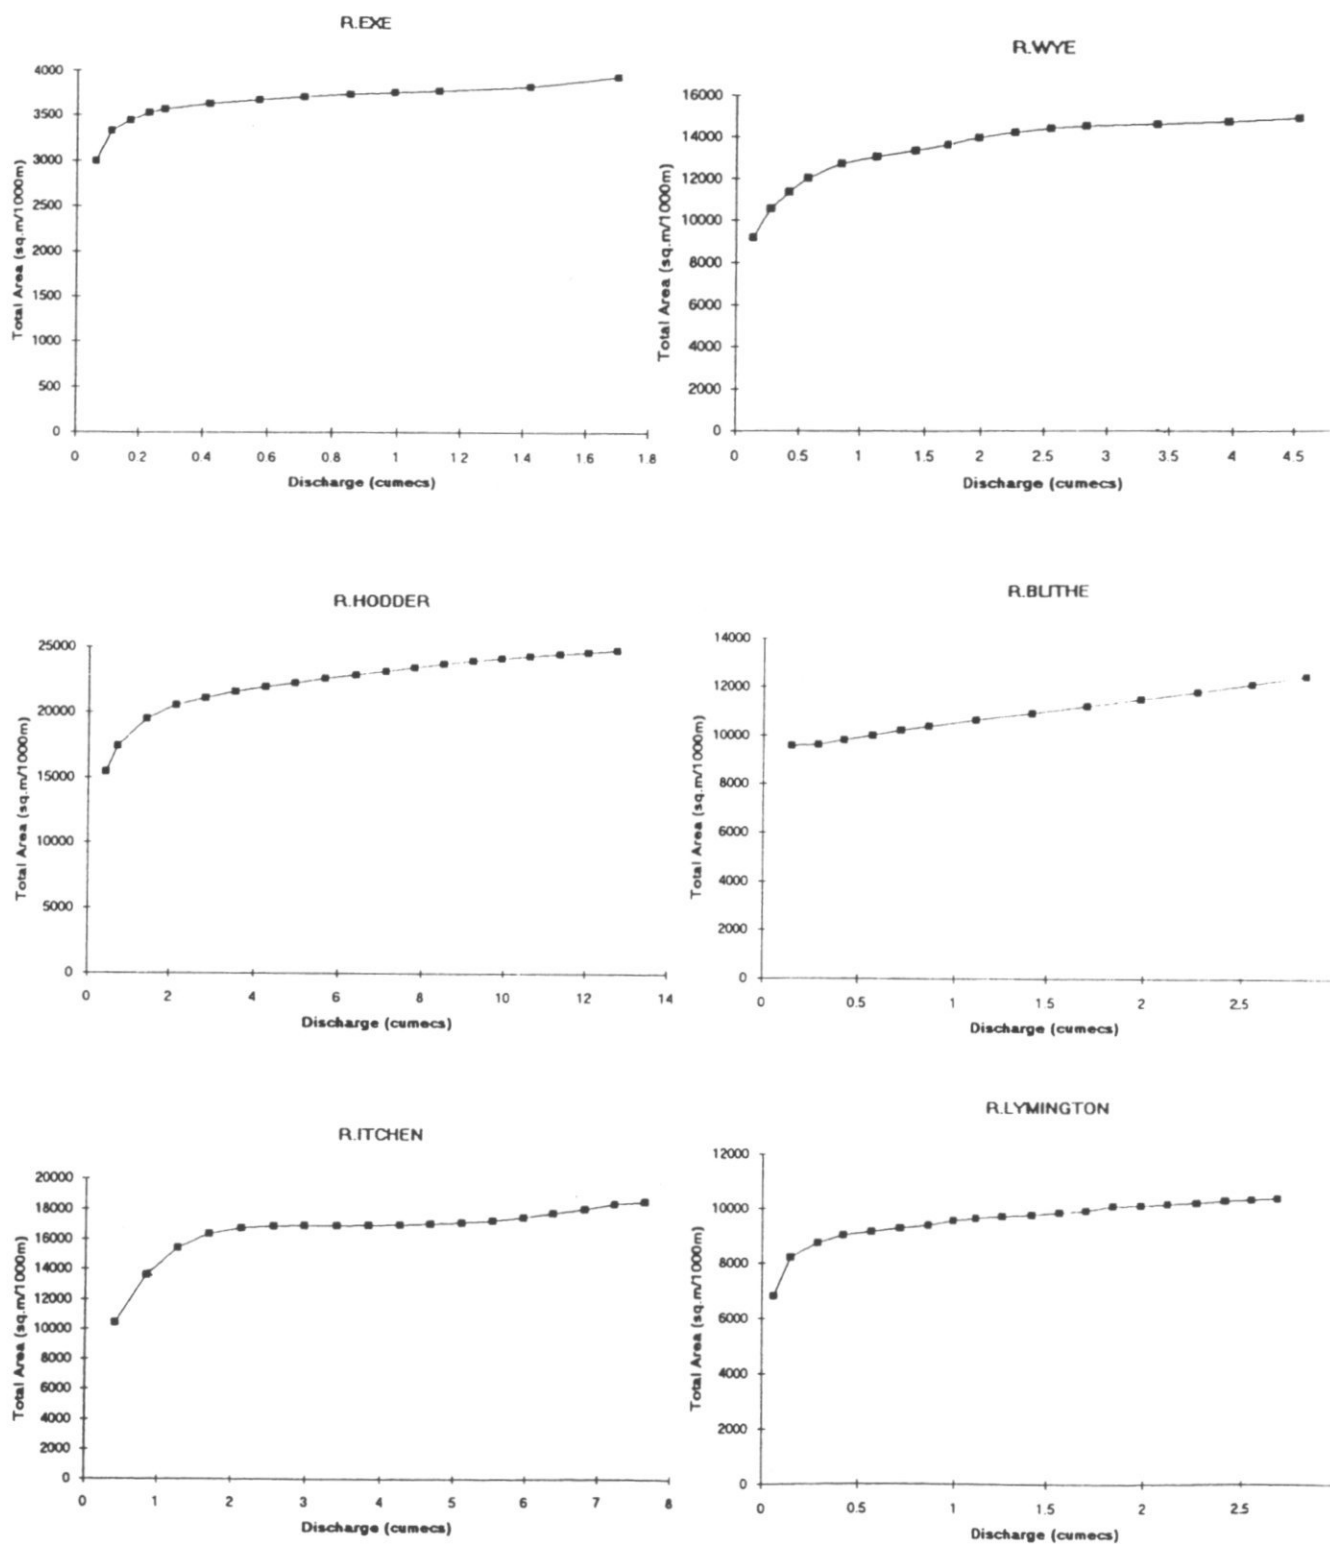 R.EXE
4000
3500
3000
2500
2000
1500
1000
500
0
Total Area (sq.m/1000m)
0 0.2 0.4 0.6 0.8 1 1.2 1.4 1.6 1.8
Discharge (cumecs)
R.WYE
16000
14000
12000
10000
8000
6000
4000
2000
0
Total Area (sq.m/1000m)
0 0.5 1 1.5 2 2.5 3 3.5 4 4.5
Discharge (cumecs)
R.HODDER
25000
20000
15000
10000
5000
0
Total Area (sq.m/1000m)
0 2 4 6 8 10 12 14
Discharge (cumecs)
R.BLITHE
14000
12000
10000
8000
6000
4000
2000
0
Total Area (sq.m/1000m)
0 0.5 1 1.5 2 2.5
Discharge (cumecs)
R.ITCHEN
20000
18000
16000
14000
12000
10000
8000
6000
4000
2000
0
Total Area (sq.m/1000m)
0 1 2 3 4 5 6 7 8
Discharge (cumecs)
R.LYMINGTON
12000
10000
8000
6000
4000
2000
0
Total Area (sq.m/1000m)
0 0.5 1 1.5 2 2.5
Discharge (cumecs)